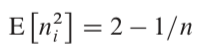 E[n_i^2] = 2 − 1/n